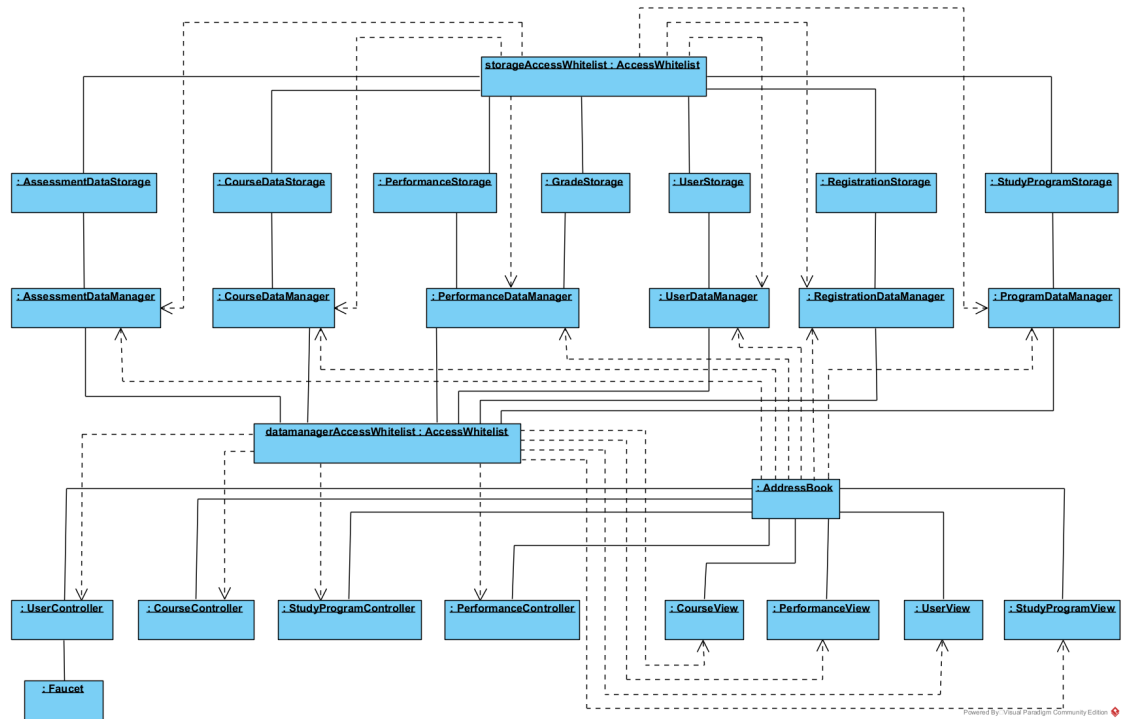 storageAccessWhitelist : AccessWhitelist
: AssessmentDataStorage
: CourseDataStorage
: PerformanceStorage
: GradeStorage
: UserStorage
: RegistrationStorage
: StudyProgramStorage
: AssessmentDataManager
: CourseDataManager
: PerformanceDataManager
: UserDataManager
: RegistrationDataManager
: ProgramDataManager
datamanagerAccessWhitelist : AccessWhitelist
: AddressBook
: UserController
: CourseController
: StudyProgramController
: PerformanceController
: CourseView
: PerformanceView
: UserView
: StudyProgramView
: Faucet
Powered By Visual Paradigm Community Edition